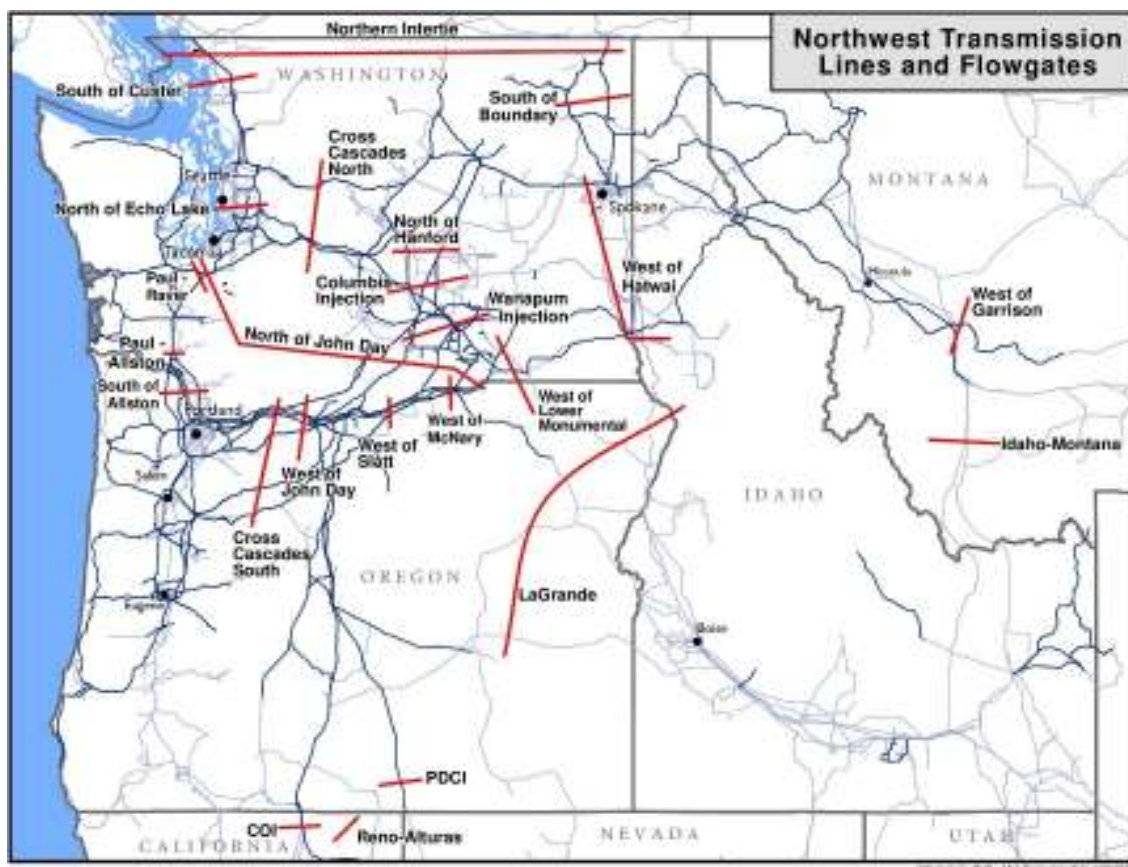 Northern Intertie
Northwest Transmission
Lines and Flowgates
WASHINGTON
South of Custer
South of
Boundary
Cross
Cascades
North
Seattle
MONTANA
Spokane
North of Echo Lake
North of
Hanford
Tacoma
Paul -
Raver
Columbia
Injection
West of
Hatwai
Missoula
West of
Garrison
Wanapum
Injection
North of John Day
Paul -
Allston
South of
Allston
Portland
West of
McNary
West of
Lower
Monumental
West of
Slatt
Idaho-Montana
Salem
West of
John Day
IDAHO
Cross
Cascades
South
OREGON
Eugene
LaGrande
Boise
PDCI
COI
Reno-Alturas
CALIFORNIA
NEVADA
UTAH